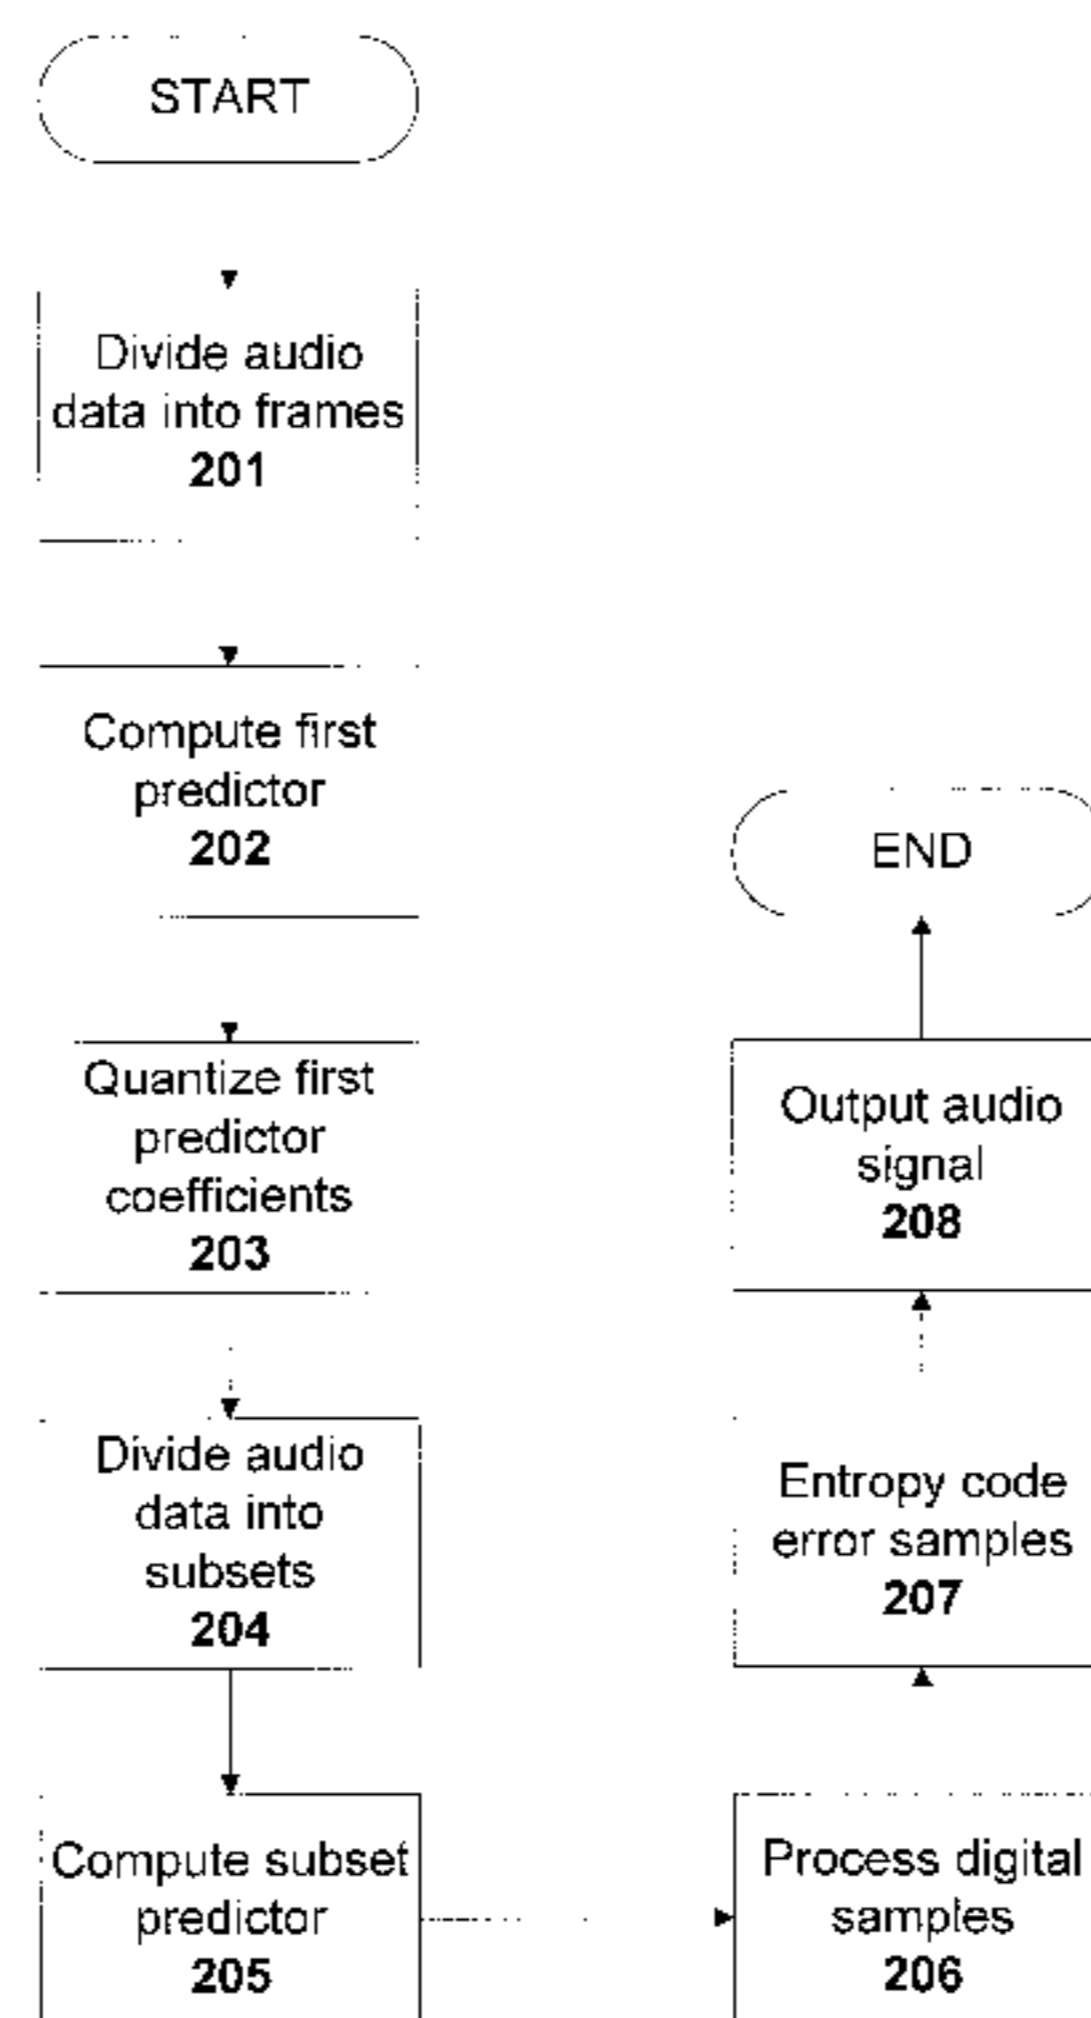 START
Divide audio
data into frames
201
Compute first
predictor
202
Quantize first
predictor
coefficients
203
Divide audio
data into
subsets
204
Compute subset
predictor
205
Process digital
samples
206
Entropy code
error samples
207
Output audio
signal
208
END